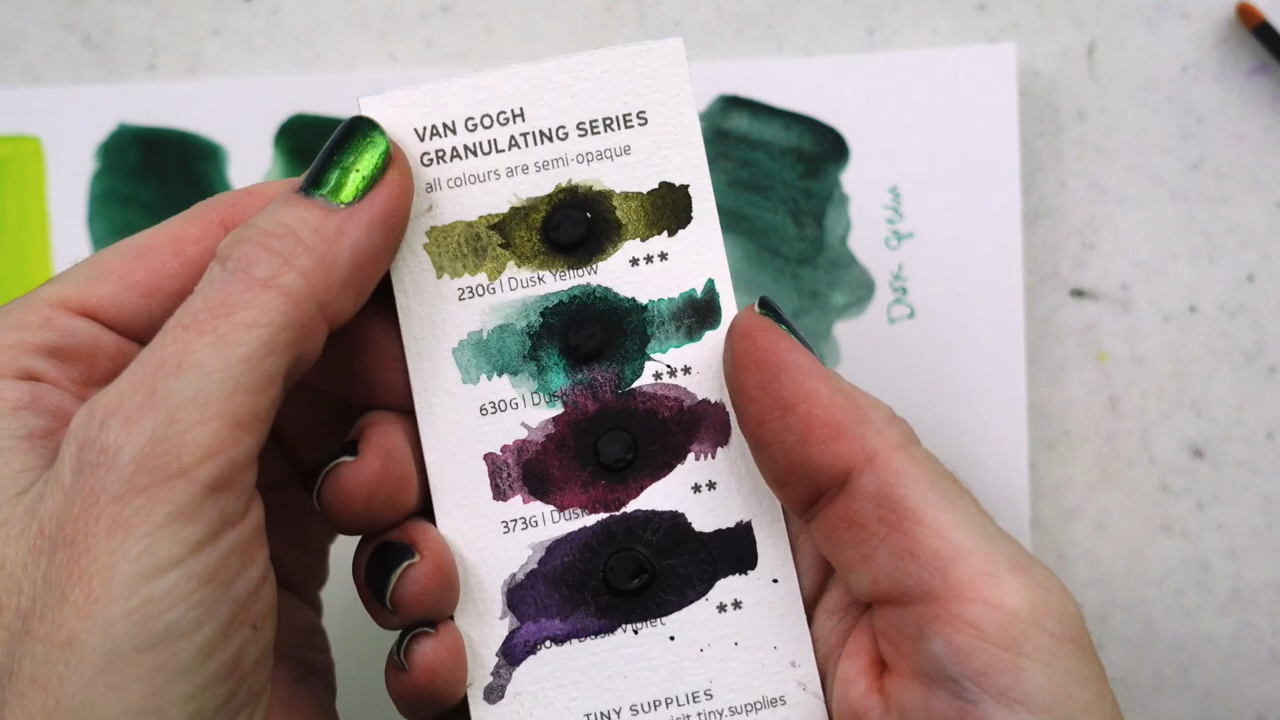 VAN GOGH
GRANULATING SERIES
all colours are semi-opaque
***
230G | Dusk Yellow
***
630G | Dusk
**
373G | Dusk
**
Dusk Violet
TINY SUPPLIES
visit tiny.supplies
Dusk green